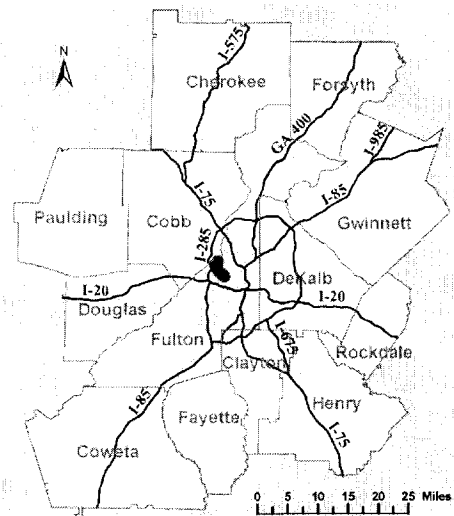 N
I-575
Cherokee
Forsyth
GA 400
I-985
I-75
I-85
Paulding
Cobb
Gwinnett
I-285
DeKalb
I-20
I-20
Douglas
Fulton
I-675
Rockdale
Clayton
I-85
Fayette
Henry
I-75
Coweta
0 5 10 15 20 25 Miles